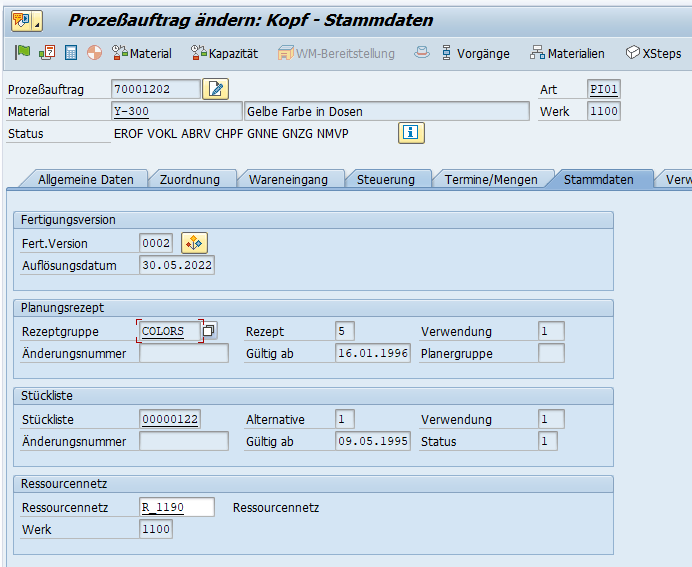 Prozeßauftrag ändern: Kopf - Stammdaten
Material Kapazität WM-Bereitstellung Vorgänge Materialien XSteps
Prozeßauftrag 70001202 Art PI01
Material Y-300 Gelbe Farbe in Dosen Werk 1100
Status EROF VOKL ABRV CHPF GNNE GNZG NMVP
Allgemeine Daten Zuordnung Wareneingang Steuerung Termine/Mengen Stammdaten Verw
Fertigungsversion
Fert.Version 0002
Auflösungsdatum 30.05.2022
Planungsrezept
Rezeptgruppe COLORS Rezept 5 Verwendung 1
Änderungsnummer Gültig ab 16.01.1996 Planergruppe
Stückliste
Stückliste 00000122 Alternative 1 Verwendung 1
Änderungsnummer Gültig ab 09.05.1995 Status 1
Ressourcennetz
Ressourcennetz R_1190 Ressourcennetz
Werk 1100